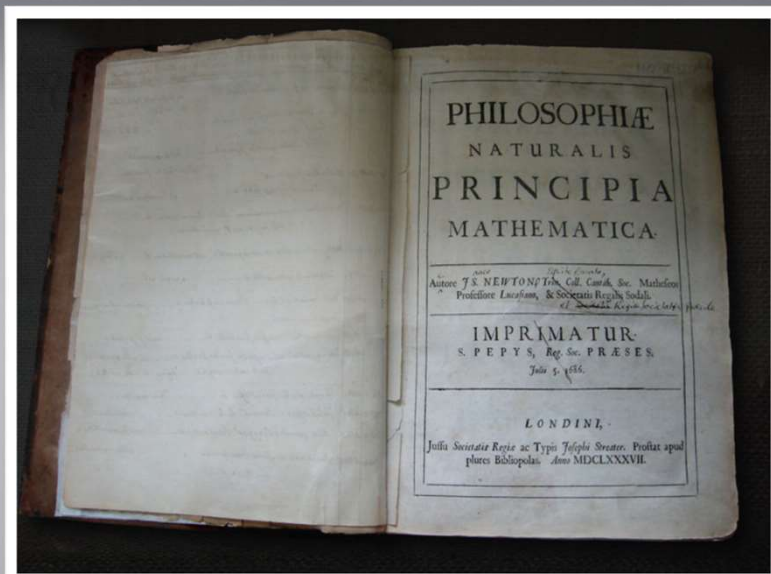 PHILOSOPHIÆ
NATURALIS
PRINCIPIA
MATHEMATICA.
Autore JS. NEWTON, Trin. Coll. Cantab. Soc. Matheseos
Professore Lucasiano, & Societatis Regalis Sodali.
IMPRIMATUR.
S. PEPYS, Reg. Soc. PRÆSES.
Julii 5. 1686.
LONDINI,
Jussu Societatis Regiæ ac Typis Josephi Streater. Prostat apud
plures Bibliopolas. Anno MDCLXXXVII.